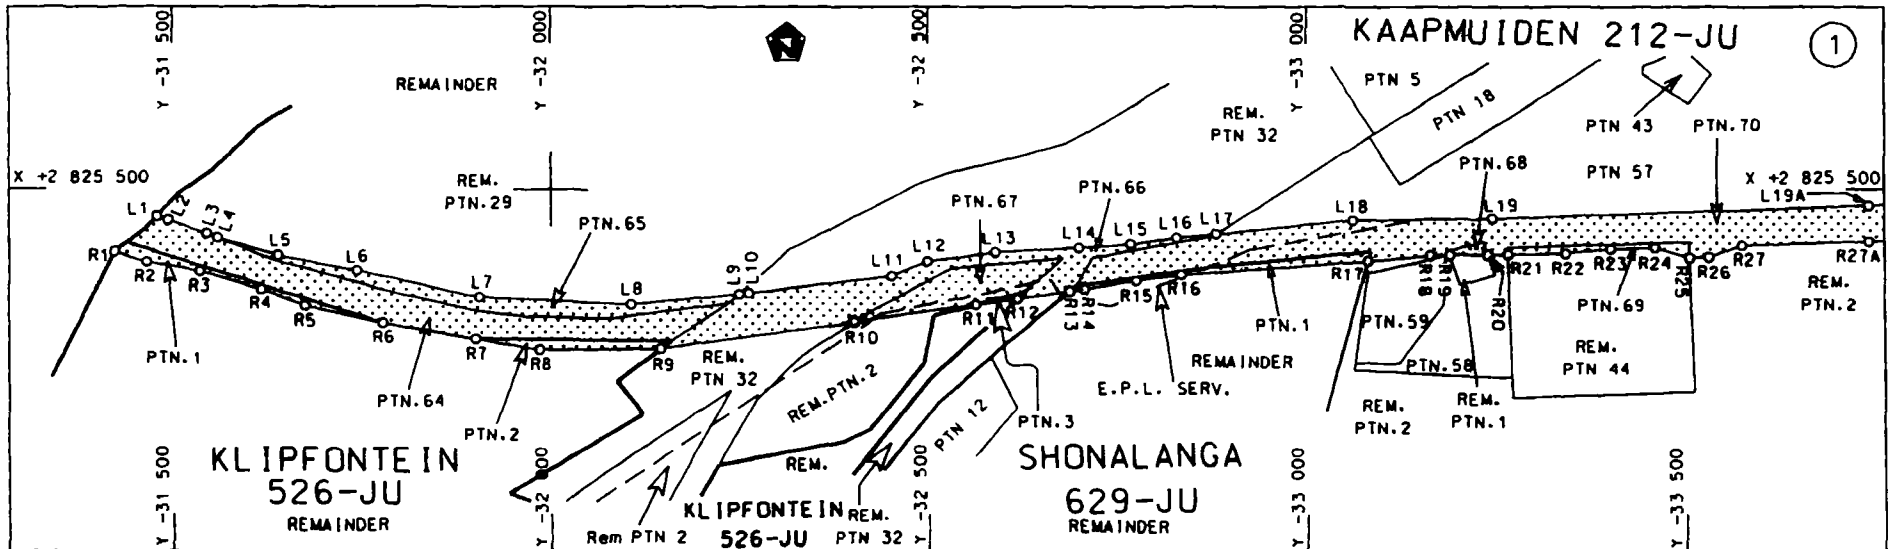 KAAPMUIDEN 212-JU
1
Y -31 500
Y -32 000
Y -32 500
Y -33 000
N
REMAINDER
PTN 5
PTN 18
PTN 43
PTN.70
REM.
PTN 32
PTN.68
PTN 57
X +2 825 500
X +2 825 500
REM.
PTN.29
PTN.65
PTN.67
PTN.66
L1
L2
L3
L4
L5
L6
L7
L8
L9
L10
L11
L12
L13
L14
L15
L16
L17
L18
L19
L19A
R1
R2
R3
R4
R5
R6
R7
R8
R9
R10
R11
R12
R13
R14
R15
R16
R17
R18
R19
R20
R21
R22
R23
R24
R25
R26
R27
R27A
PTN.1
PTN.64
PTN.2
REM.
PTN 32
REM.PTN.2
PTN 12
PTN.3
E.P.L. SERV.
REMAINDER
PTN.1
PTN.59
PTN.58
REM.
PTN.2
REM.
PTN.1
PTN.69
REM.
PTN 44
REM.
PTN.2
KLIPFONTEIN
526-JU
REMAINDER
Rem PTN 2
REM.
KLIPFONTEIN
526-JU
REM.
PTN 32
SHONALANGA
629-JU
REMAINDER
Y -31 500
Y -32 000
Y -32 500
Y -33 000
Y -33 500